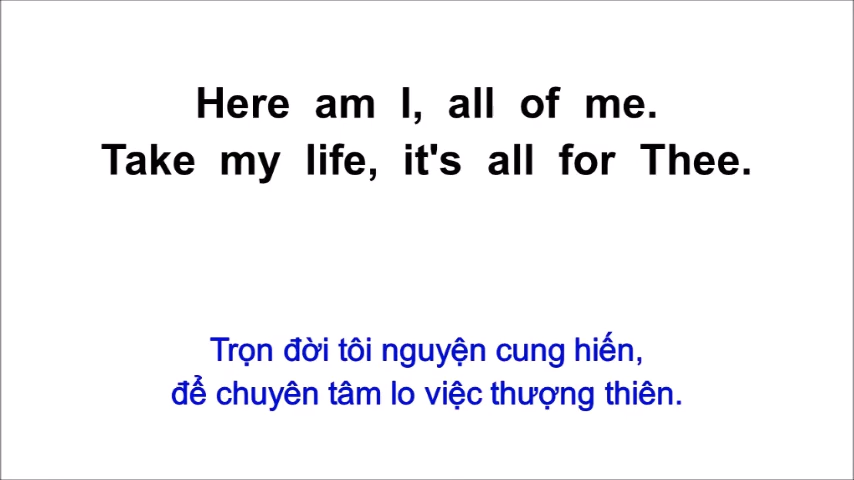 Here am I, all of me.
Take my life, it's all for Thee.
Trọn đời tôi nguyện cung hiến,
để chuyên tâm lo việc thượng thiên.